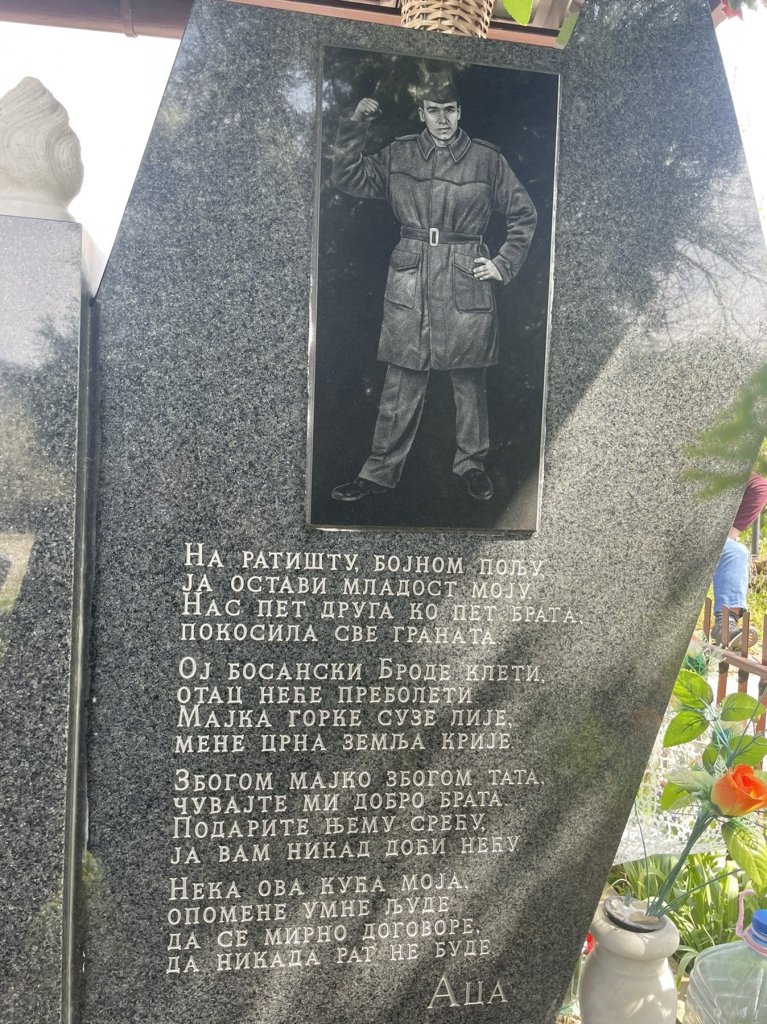 На ратишту, бојном пољу,
ја остави младост моју.
Нас пет друга ко пет брата,
покосила све граната.
Ој босански Броде клети,
отац неће преболети
Мајка горке сузе лије,
мене црна земља крије.
Збогом мајко збогом тата,
чувајте ми добро брата.
Подарите њему срећу,
ја вам никад доћи нећу
Нека ова кућа моја,
опомене умне људе
да се мирно договоре,
да никада рат не буде
Аца